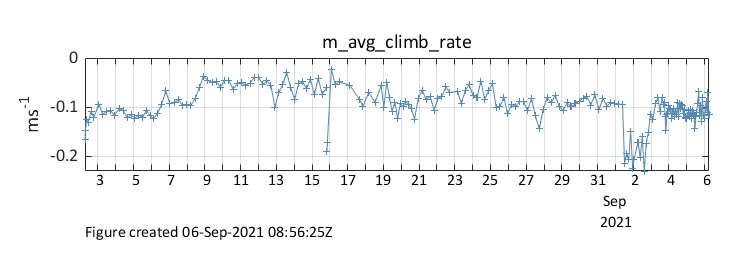 m_avg_climb_rate
0
-0.1
-0.2
ms-1
3 5 7 9 11 13 15 17 19 21 23 25 27 29 31 2 4 6
Sep
2021
Figure created 06-Sep-2021 08:56:25Z